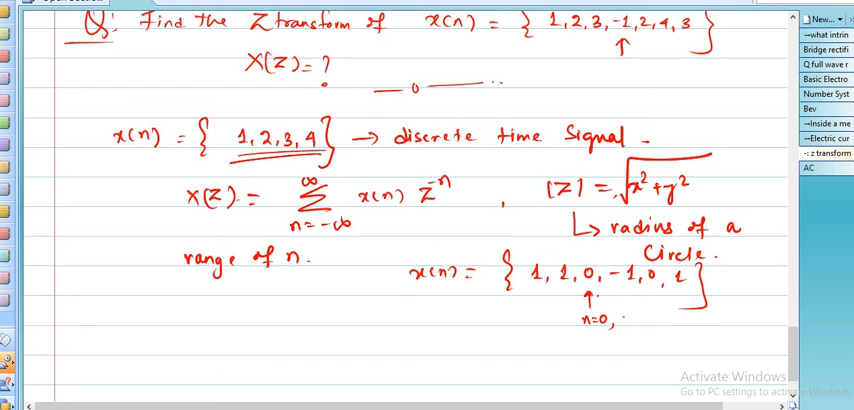 Q: Find the Z transform of x(n) = { 1, 2, 3, -1, 2, 4, 3 }
↑
X(Z) = ?
x(n) = { 1, 2, 3, 4 } → discrete time signal.
X(Z) = ∞ Σ n=-∞ x(n) Z^-n , |Z| = √x²+y²
↳ radius of a Circle.
range of n.
x(n) = { 1, 1, 0, -1, 0, 1 }
↑
n=0,
New...
→what intrin
Bridge rectifi
Q full wave r
Basic Electro
Number Syst
Bev
→Inside a me
→Electric cur
-: z transform
AC
Activate Windows
Go to PC settings to activate Windows.